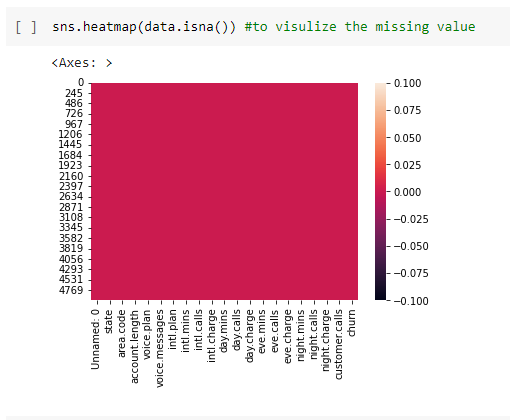 [ ] sns.heatmap(data.isna()) #to visulize the missing value
<Axes: >
0
245
486
726
967
1206
1445
1684
1923
2160
2397
2634
2871
3108
3345
3582
3819
4056
4293
4531
4769
0.100
0.075
0.050
0.025
0.000
−0.025
−0.050
−0.075
−0.100
Unnamed: 0
state
area.code
account.length
voice.plan
voice.messages
intl.plan
intl.mins
intl.calls
intl.charge
day.mins
day.calls
day.charge
eve.mins
eve.calls
eve.charge
night.mins
night.calls
night.charge
customer.calls
churn